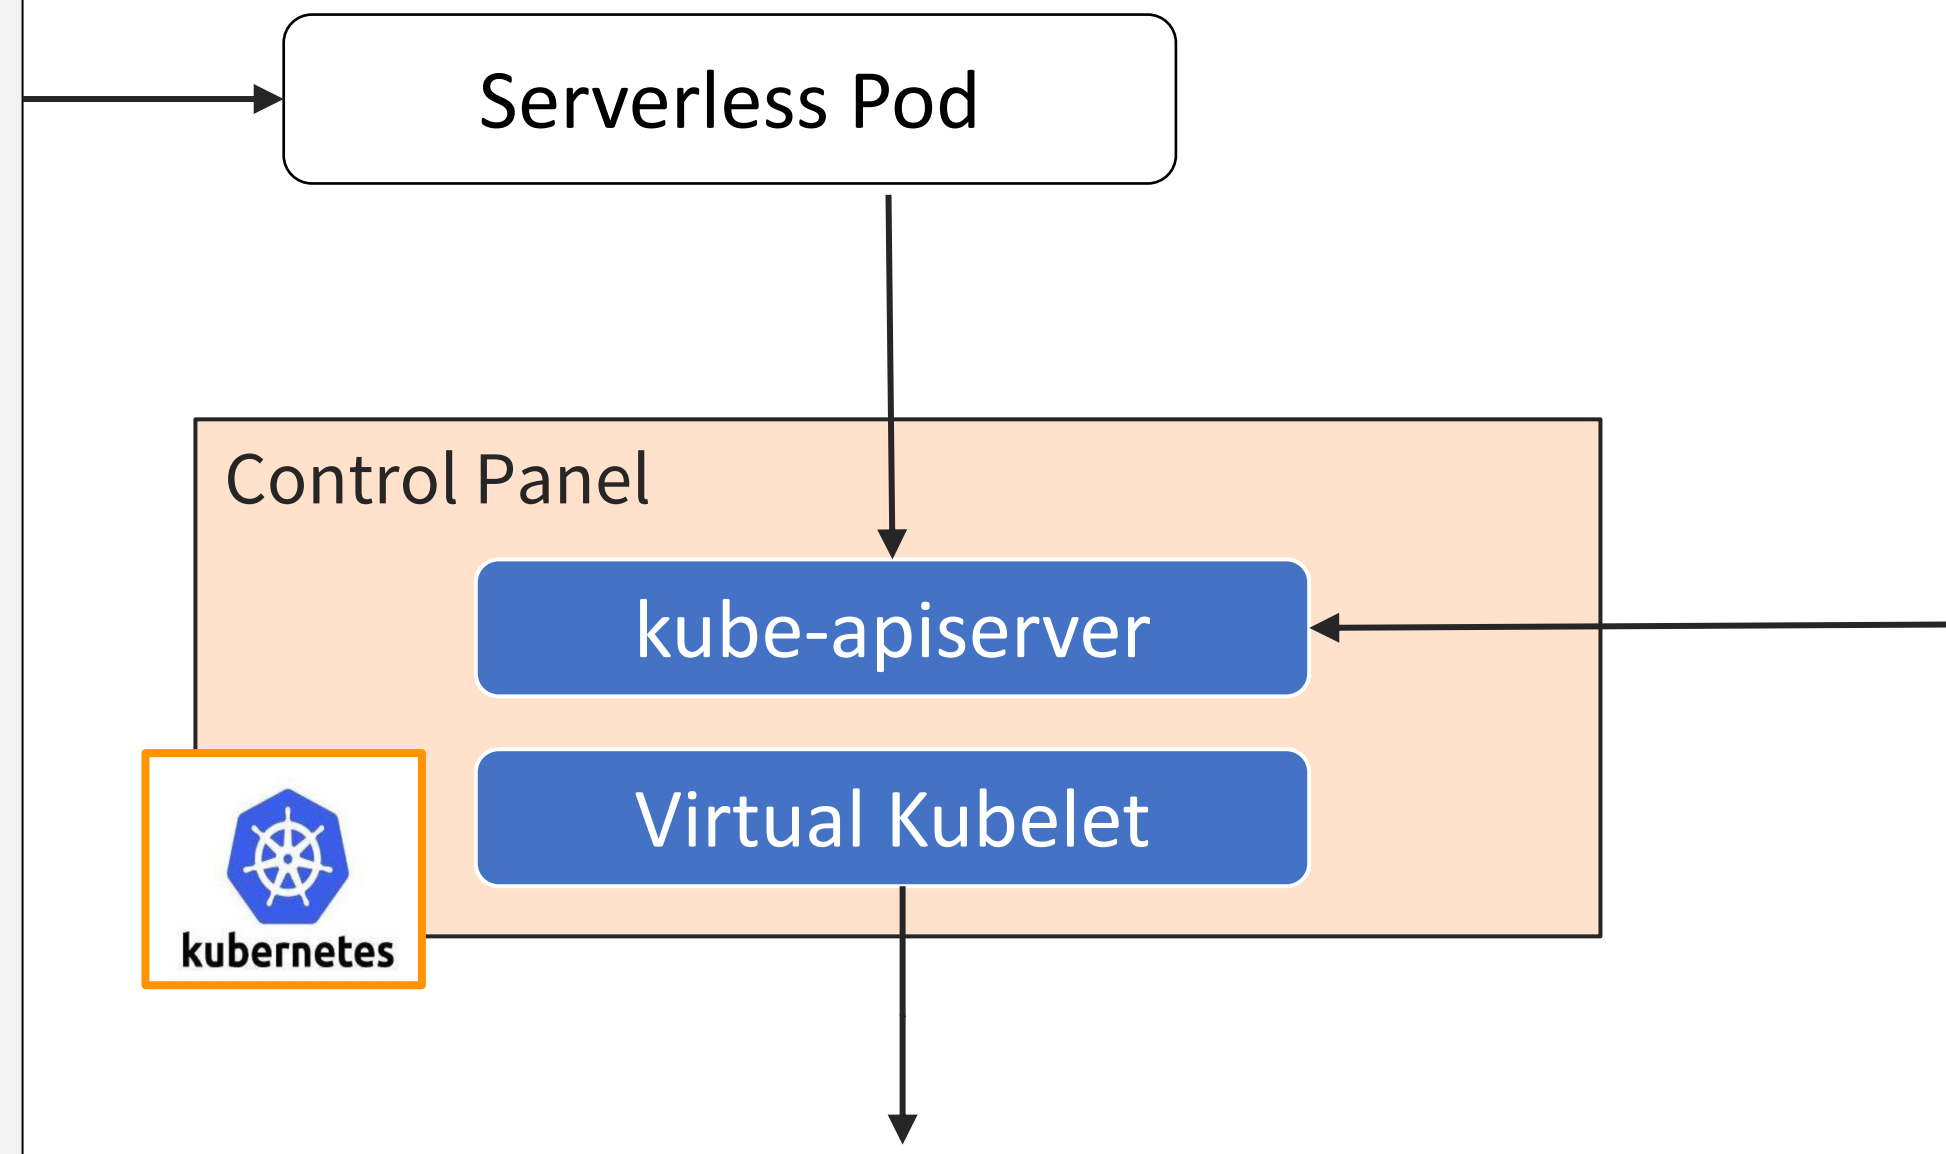 Serverless Pod
Control Panel
kube-apiserver
Virtual Kubelet
kubernetes